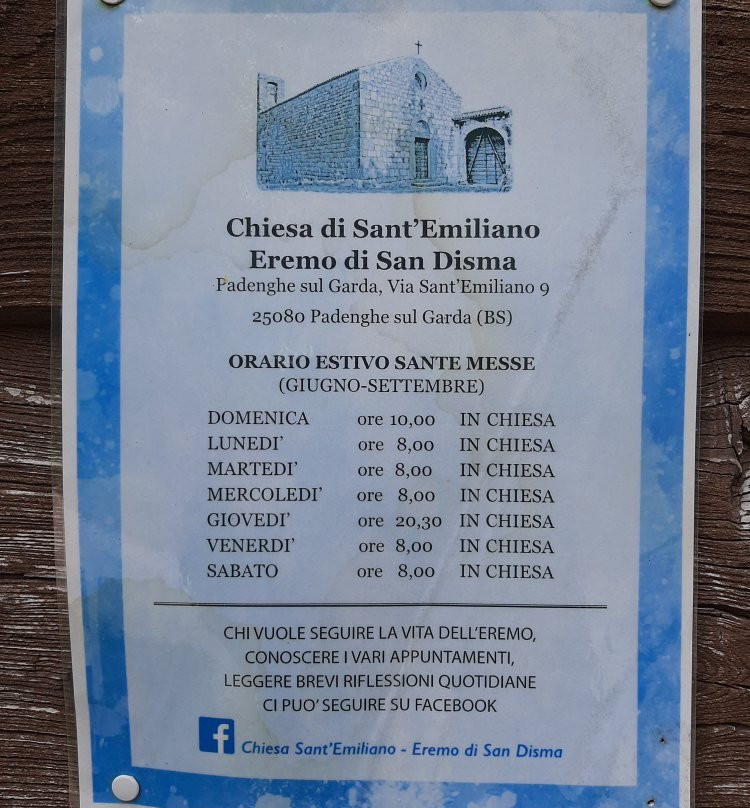 Chiesa di Sant'Emiliano
Eremo di San Disma
Padenghe sul Garda, Via Sant'Emiliano 9
25080 Padenghe sul Garda (BS)
ORARIO ESTIVO SANTE MESSE
(GIUGNO-SETTEMBRE)
DOMENICA ore 10,00 IN CHIESA
LUNEDI' ore 8,00 IN CHIESA
MARTEDI' ore 8,00 IN CHIESA
MERCOLEDI' ore 8,00 IN CHIESA
GIOVEDI' ore 20,30 IN CHIESA
VENERDI' ore 8,00 IN CHIESA
SABATO ore 8,00 IN CHIESA
CHI VUOLE SEGUIRE LA VITA DELL'EREMO,
CONOSCERE I VARI APPUNTAMENTI,
LEGGERE BREVI RIFLESSIONI QUOTIDIANE
CI PUO' SEGUIRE SU FACEBOOK
f Chiesa Sant'Emiliano - Eremo di San Disma